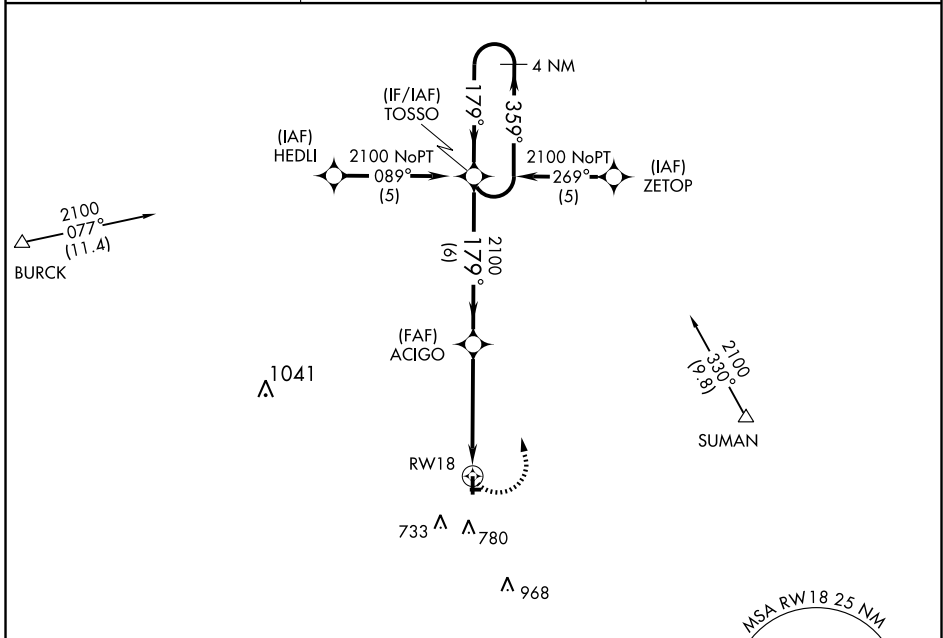 4 NM
(IF/IAF)
TOSSO
179°
359°
(IAF)
HEDLI
2100 NoPT
089°
(5)
2100 NoPT
269°
(5)
(IAF)
ZETOP
2100
077°
(11.4)
BURCK
2100
179°
(6)
(FAF)
ACIGO
2100
330°
(9.8)
SUMAN
1041
RW18
733
780
968
MSA RW18 25 NM